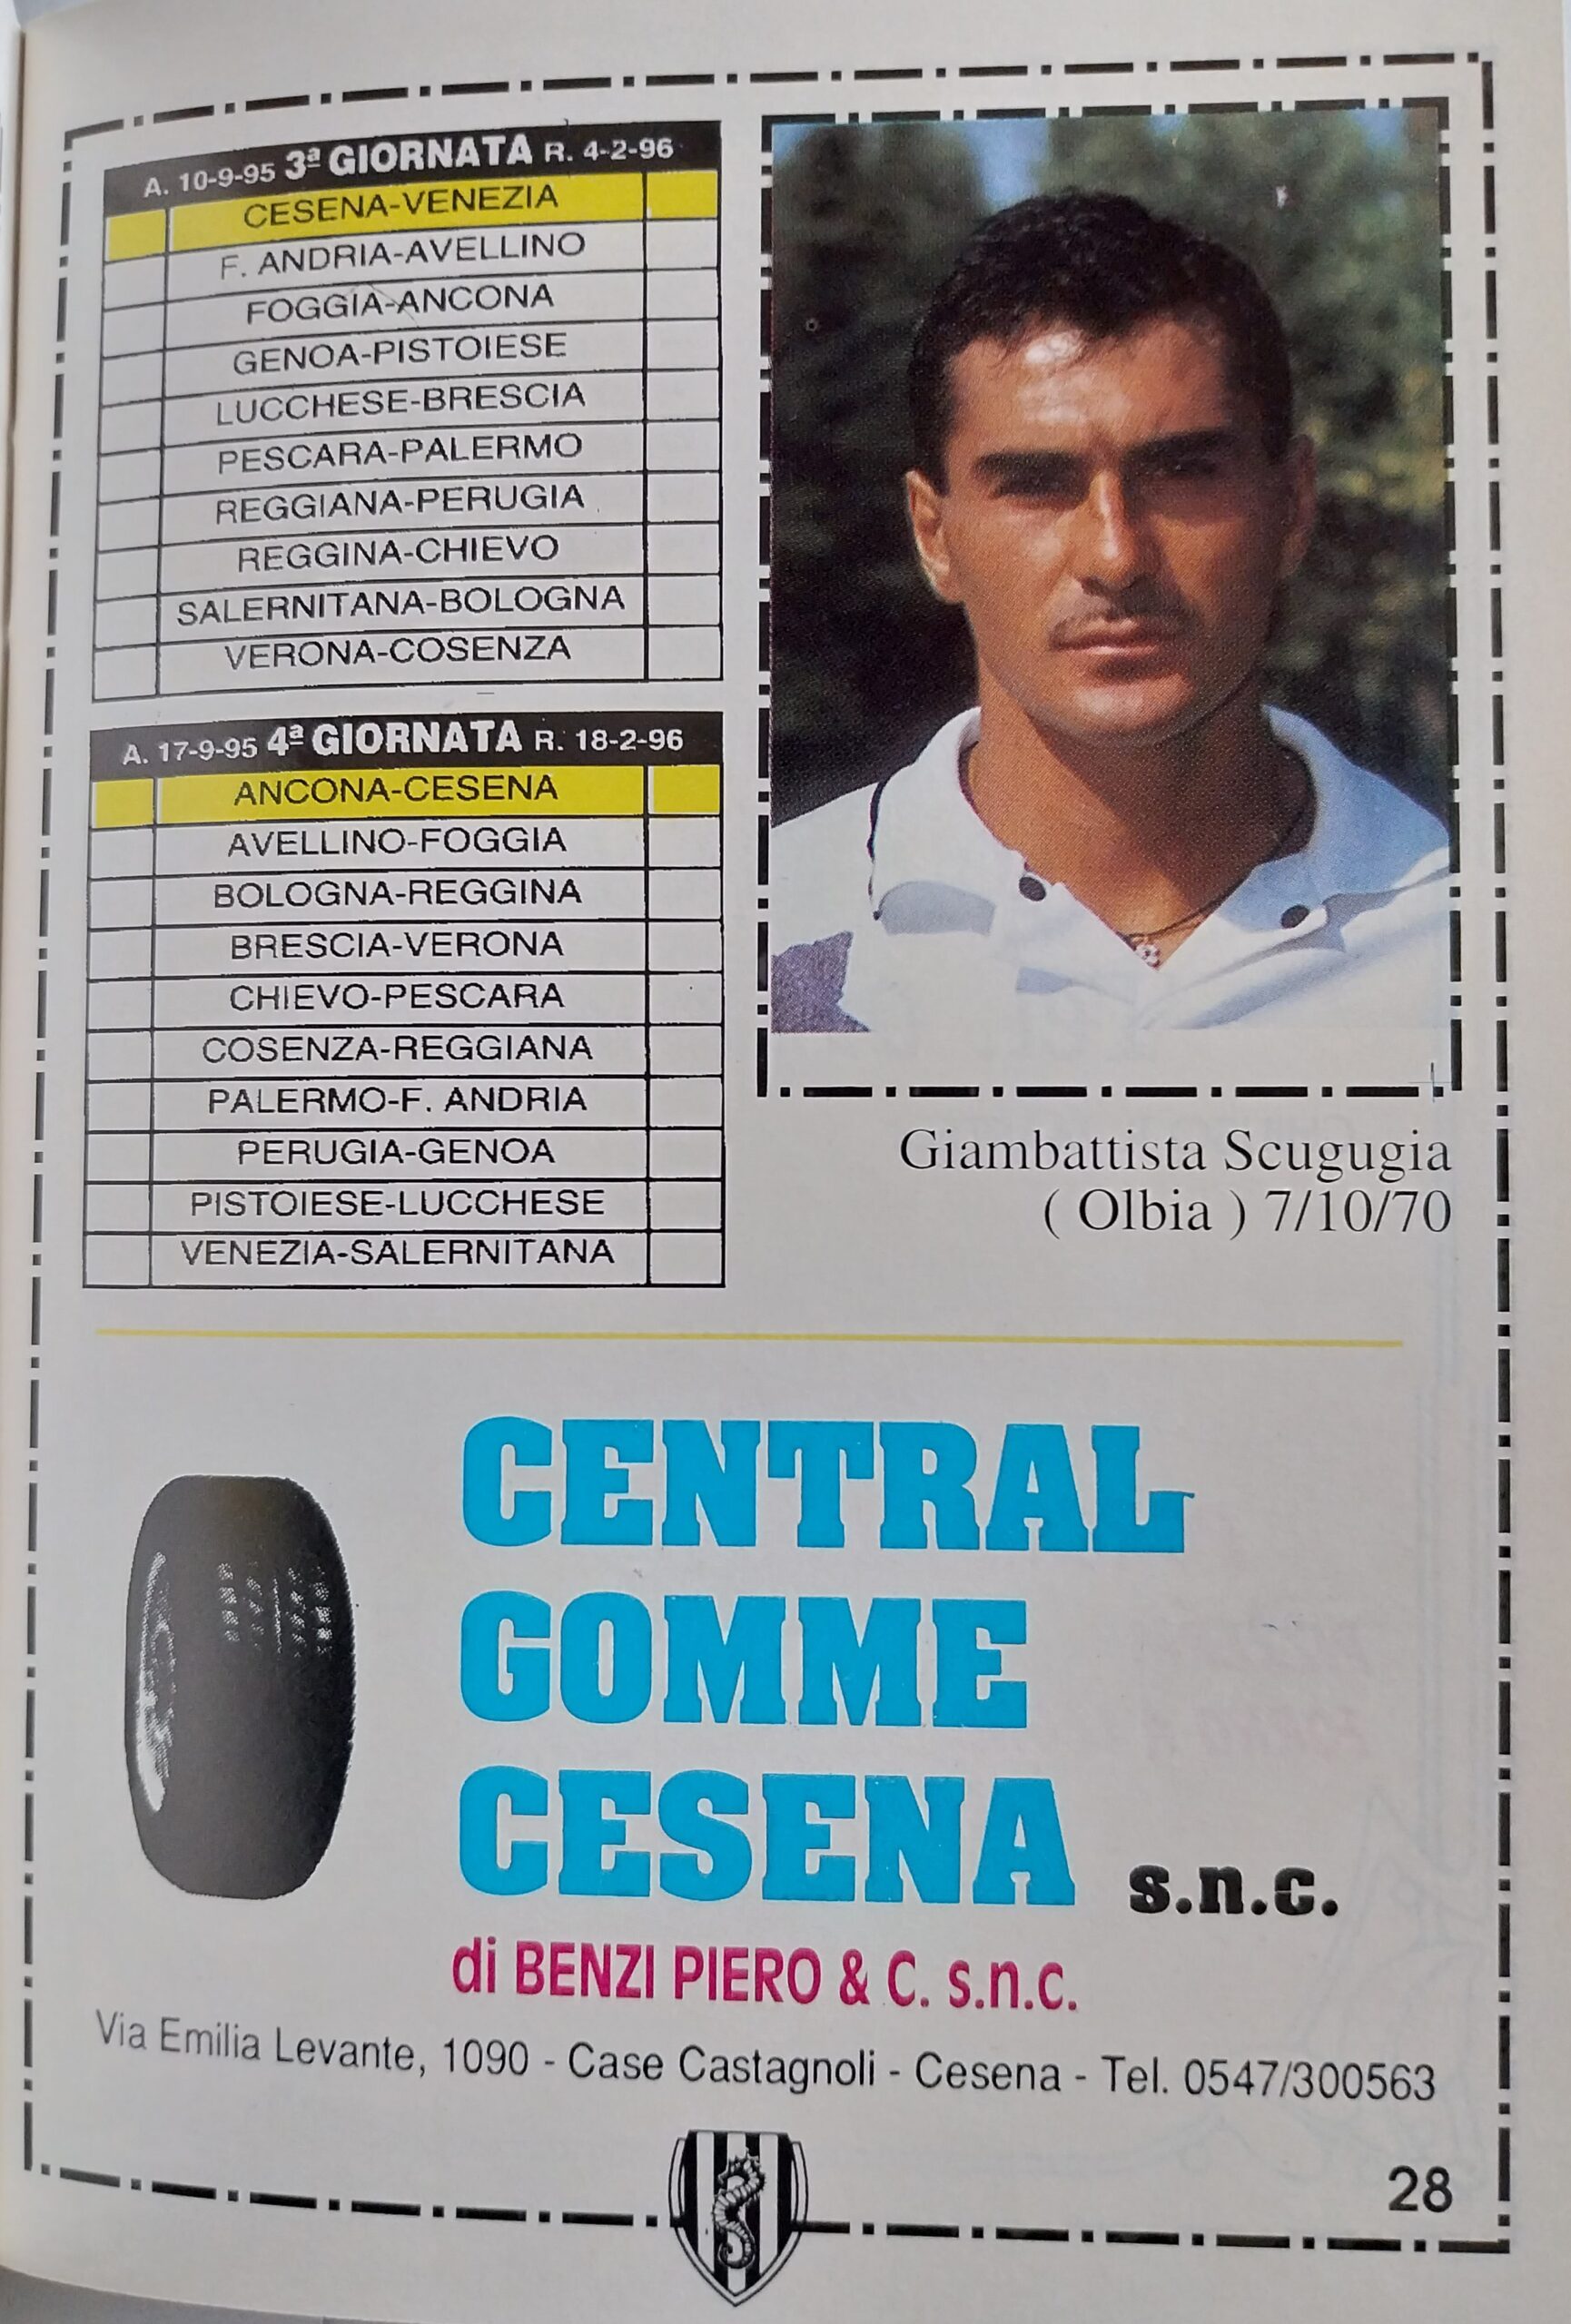 A. 10-9-95 3ª GIORNATA R. 4-2-96
CESENA-VENEZIA
F. ANDRIA-AVELLINO
FOGGIA-ANCONA
GENOA-PISTOIESE
LUCCHESE-BRESCIA
PESCARA-PALERMO
REGGIANA-PERUGIA
REGGINA-CHIEVO
SALERNITANA-BOLOGNA
VERONA-COSENZA
A. 17-9-95 4ª GIORNATA R. 18-2-96
ANCONA-CESENA
AVELLINO-FOGGIA
BOLOGNA-REGGINA
BRESCIA-VERONA
CHIEVO-PESCARA
COSENZA-REGGIANA
PALERMO-F. ANDRIA
PERUGIA-GENOA
PISTOIESE-LUCCHESE
VENEZIA-SALERNITANA
Giambattista Scugugia
( Olbia ) 7/10/70
CENTRAL
GOMME
CESENA s.n.c.
di BENZI PIERO & C. s.n.c.
Via Emilia Levante, 1090 - Case Castagnoli - Cesena - Tel. 0547/300563
28